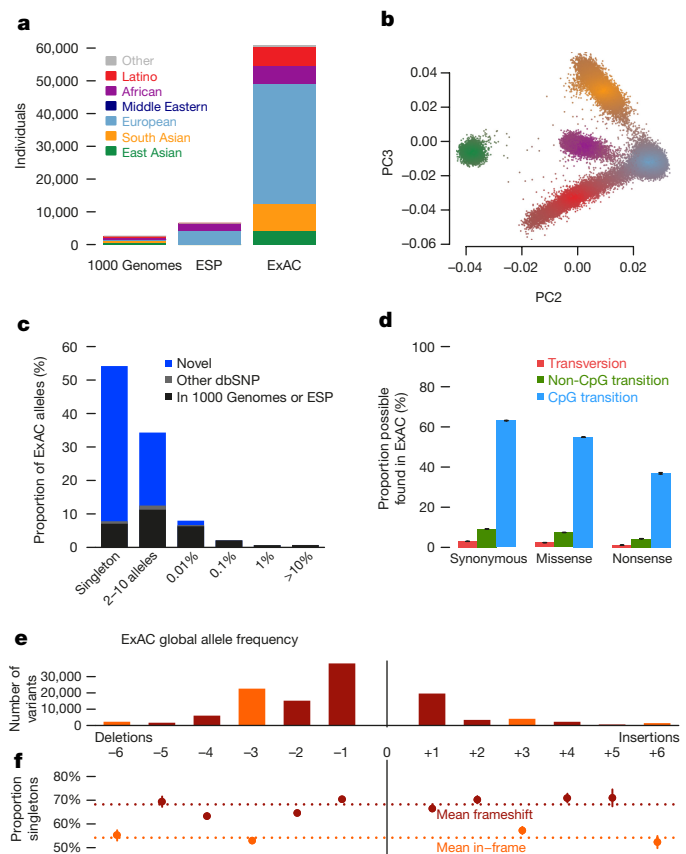 a
60,000
50,000
40,000
30,000
20,000
10,000
0
Individuals
Other
Latino
African
Middle Eastern
European
South Asian
East Asian
1000 Genomes
ESP
ExAC
b
0.04
0.02
0.00
−0.02
−0.04
−0.06
PC3
−0.04
−0.02
0.00
0.02
PC2
c
60
50
40
30
20
10
0
Proportion of ExAC alleles (%)
Novel
Other dbSNP
In 1000 Genomes or ESP
Singleton
2–10 alleles
0.01%
0.1%
1%
>10%
ExAC global allele frequency
d
100
80
60
40
20
0
Proportion possible
found in ExAC (%)
Transversion
Non-CpG transition
CpG transition
Synonymous
Missense
Nonsense
e
30,000
20,000
10,000
0
Number of
variants
Deletions
Insertions
−6
−5
−4
−3
−2
−1
0
+1
+2
+3
+4
+5
+6
f
80%
70%
60%
50%
Proportion
singletons
Mean frameshift
Mean in-frame